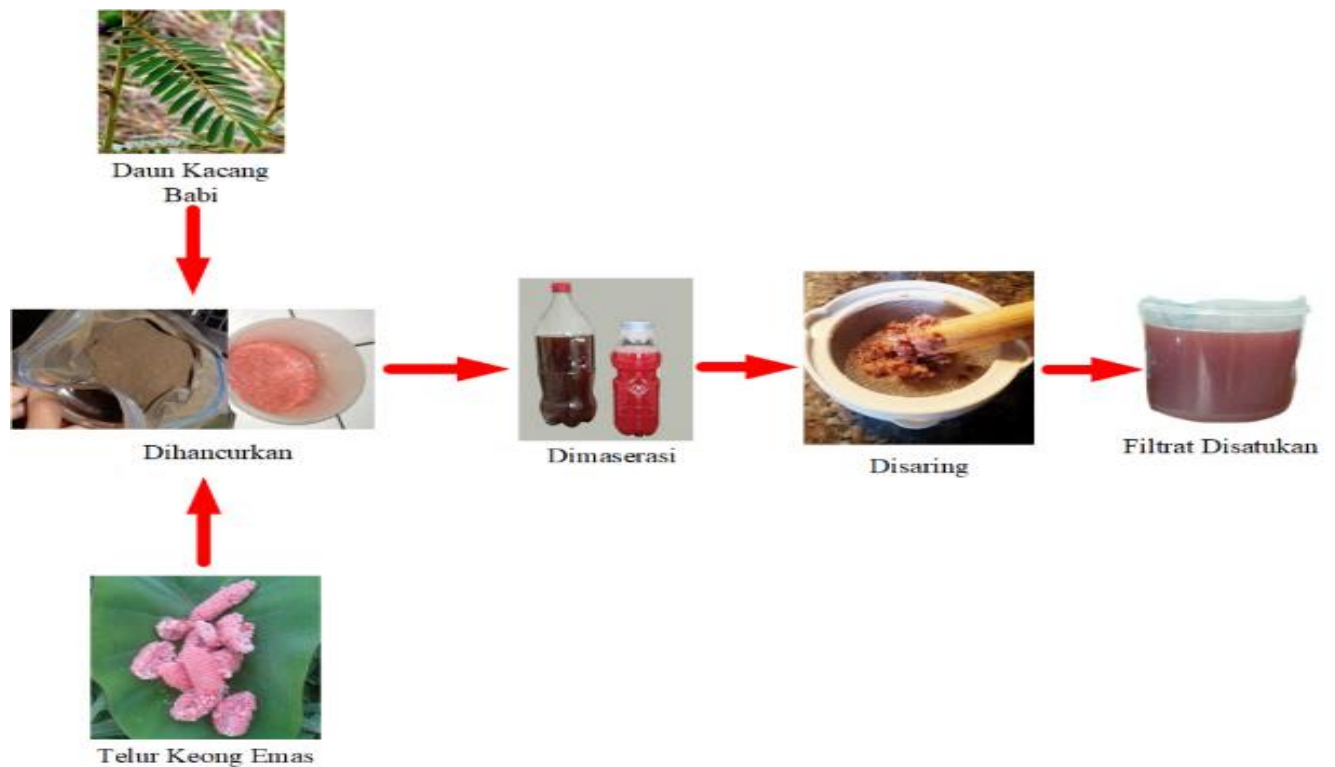 Daun Kacang
Babi
Dihancurkan
Dimaserasi
Disaring
Filtrat Disatukan
Telur Keong Emas